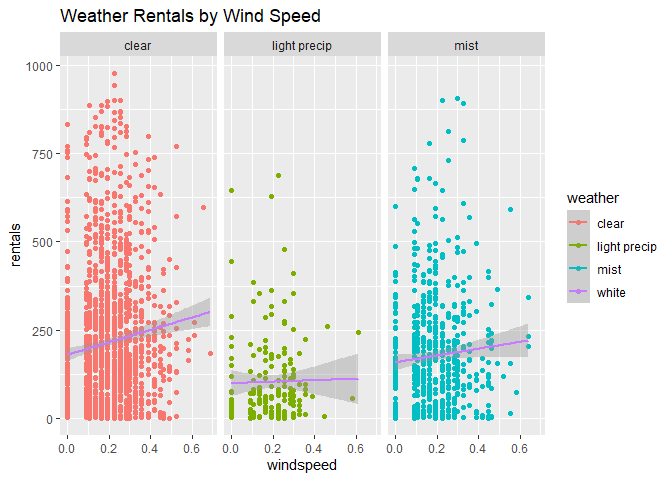 Weather Rentals by Wind Speed
clear
light precip
mist
1000
750
500
250
0
rentals
0.0 0.2 0.4 0.6
0.0 0.2 0.4 0.6
0.0 0.2 0.4 0.6
windspeed
weather
clear
light precip
mist
white